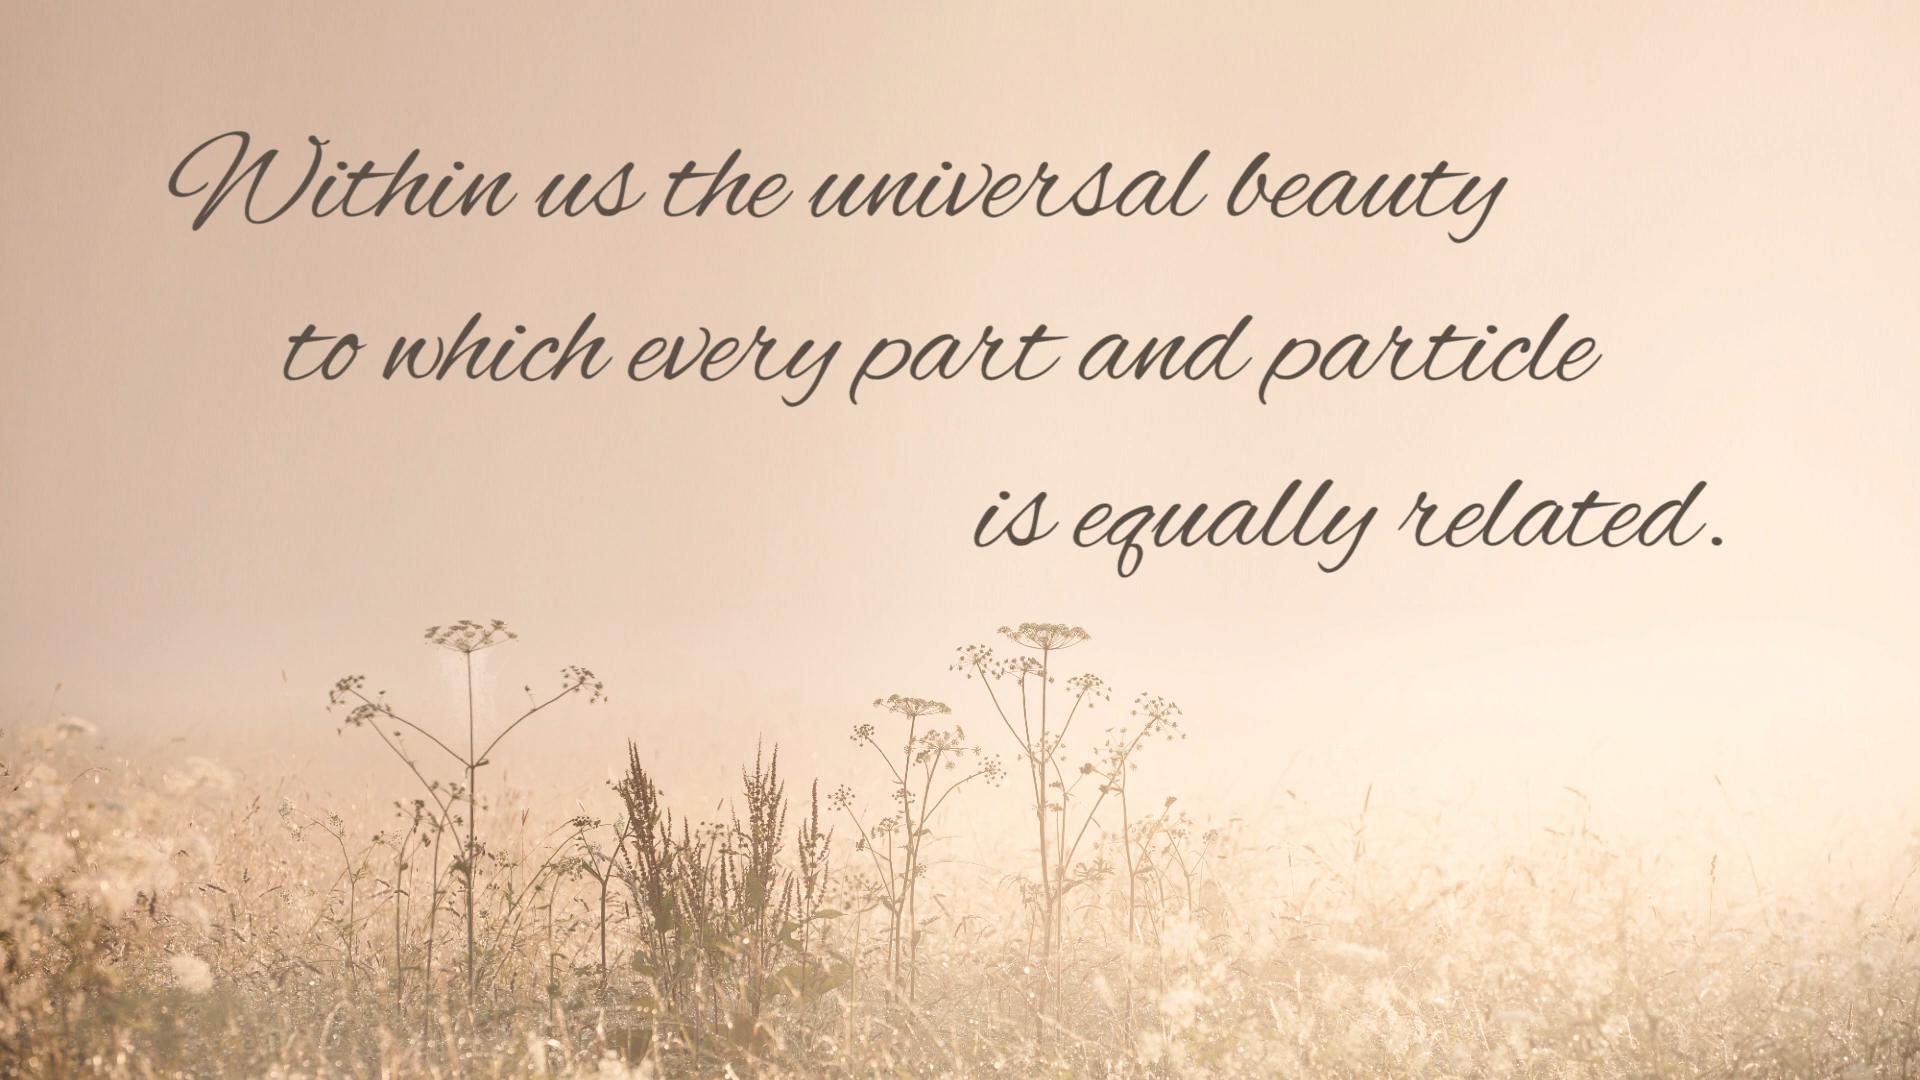 Within us the universal beauty
to which every part and particle
is equally related.